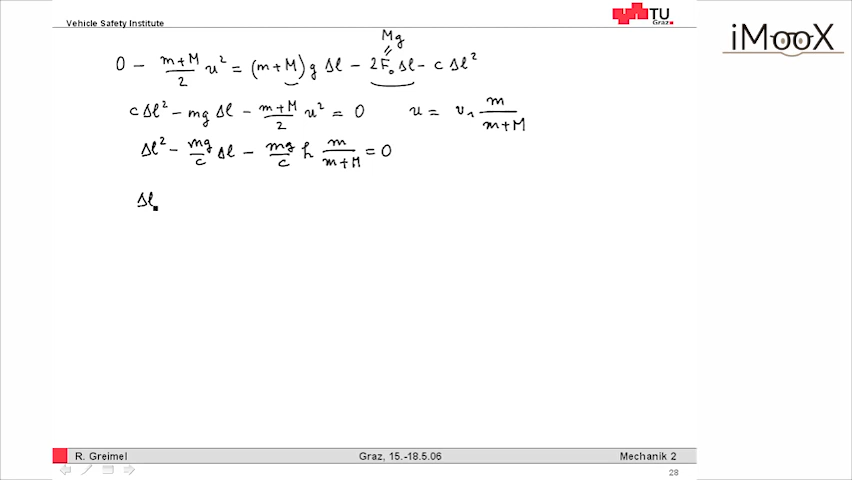 Vehicle Safety Institute
TU
Graz
iMooX
Mg
0 - (m+M)/2 u² = (m+M) g Δl - 2F₀ Δl - c Δl²
c Δl² - mg Δl - (m+M)/2 u² = 0 u = v₁ m/(m+M)
Δl² - mg/c Δl - mg/c h m/(m+M) = 0
Δl
R. Greimel Graz, 15.-18.5.06 Mechanik 2
28